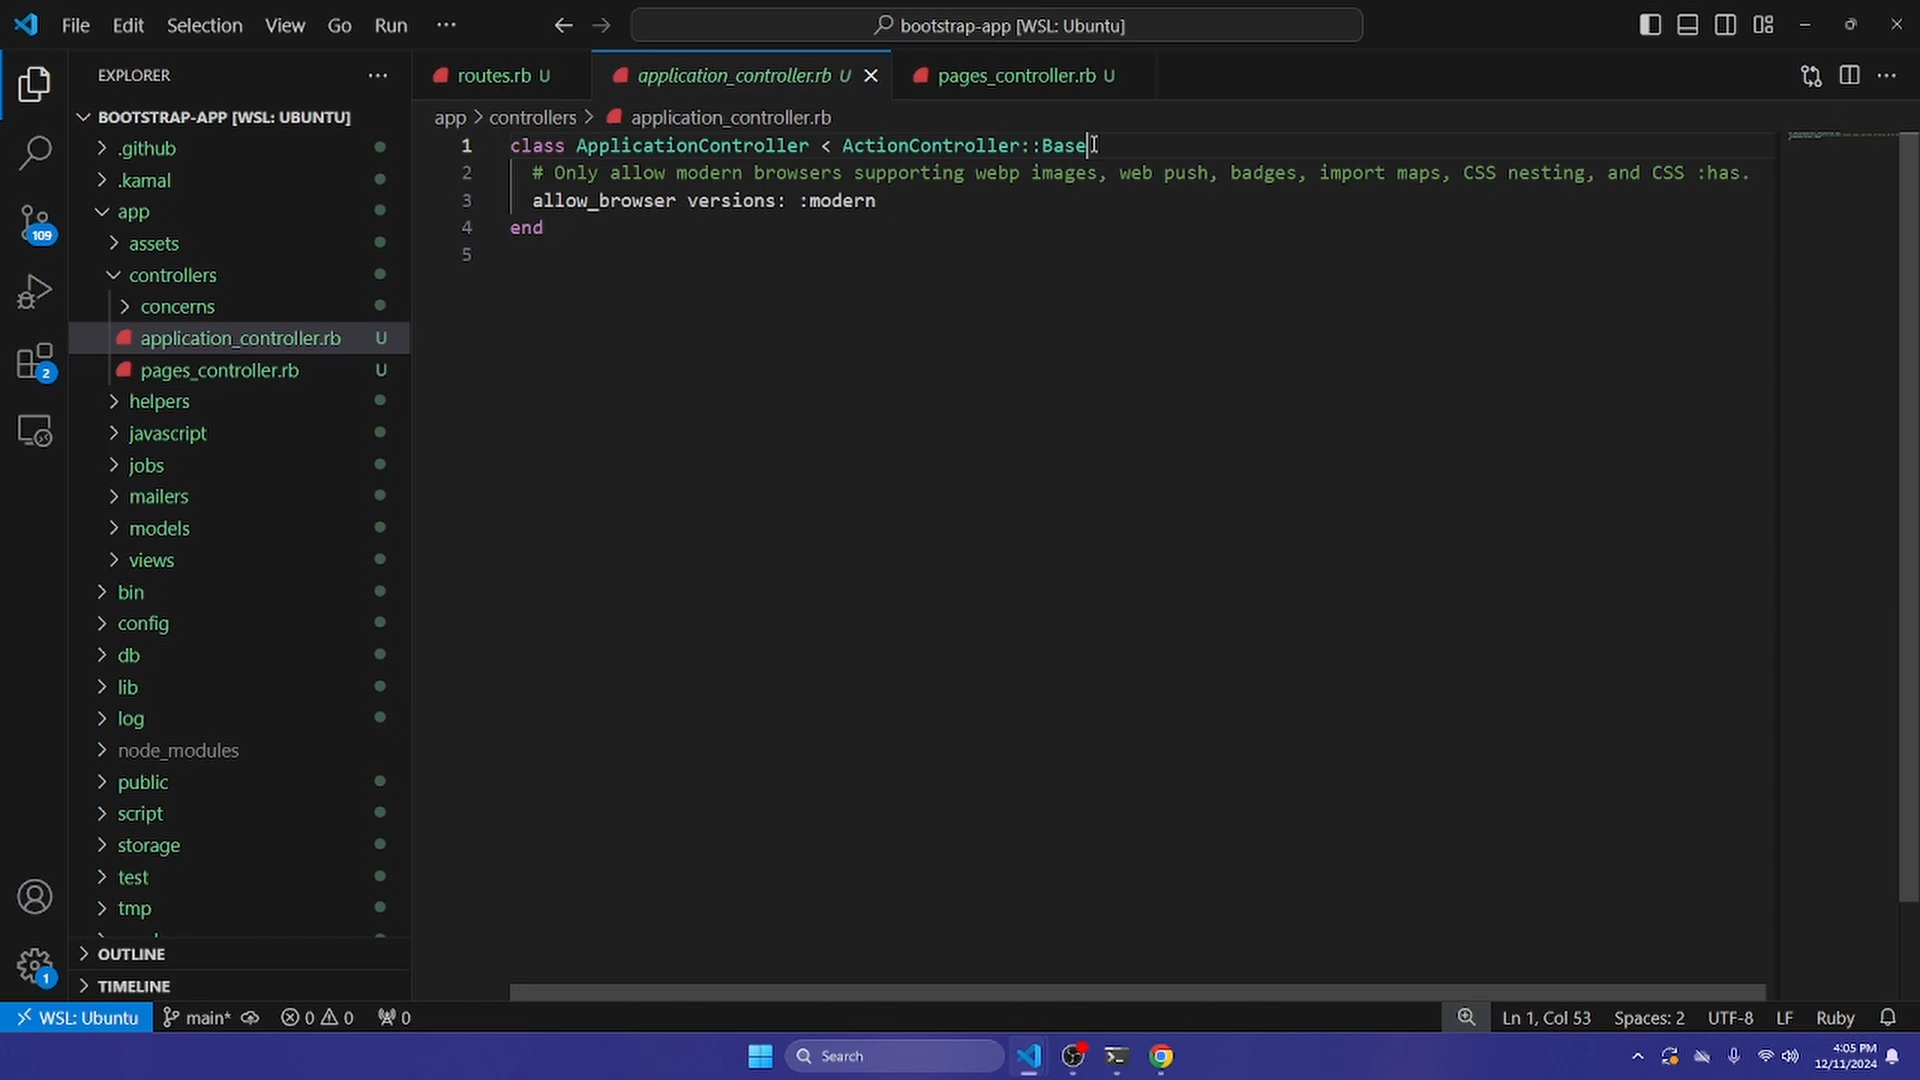 File Edit Selection View Go Run ···
bootstrap-app [WSL: Ubuntu]
EXPLORER
routes.rb U
application_controller.rb U
pages_controller.rb U
BOOTSTRAP-APP [WSL: UBUNTU]
app > controllers > application_controller.rb
.github
.kamal
app
assets
controllers
concerns
application_controller.rb U
pages_controller.rb U
helpers
javascript
jobs
mailers
models
views
bin
config
db
lib
log
node_modules
public
script
storage
test
tmp
OUTLINE
TIMELINE
109
2
1
1 class ApplicationController < ActionController::Base
2 # Only allow modern browsers supporting webp images, web push, badges, import maps, CSS nesting, and CSS :has.
3 allow_browser versions: :modern
4 end
5
WSL: Ubuntu main* 0 0 0 Ln 1, Col 53 Spaces: 2 UTF-8 LF Ruby
Search
4:05 PM
12/11/2024